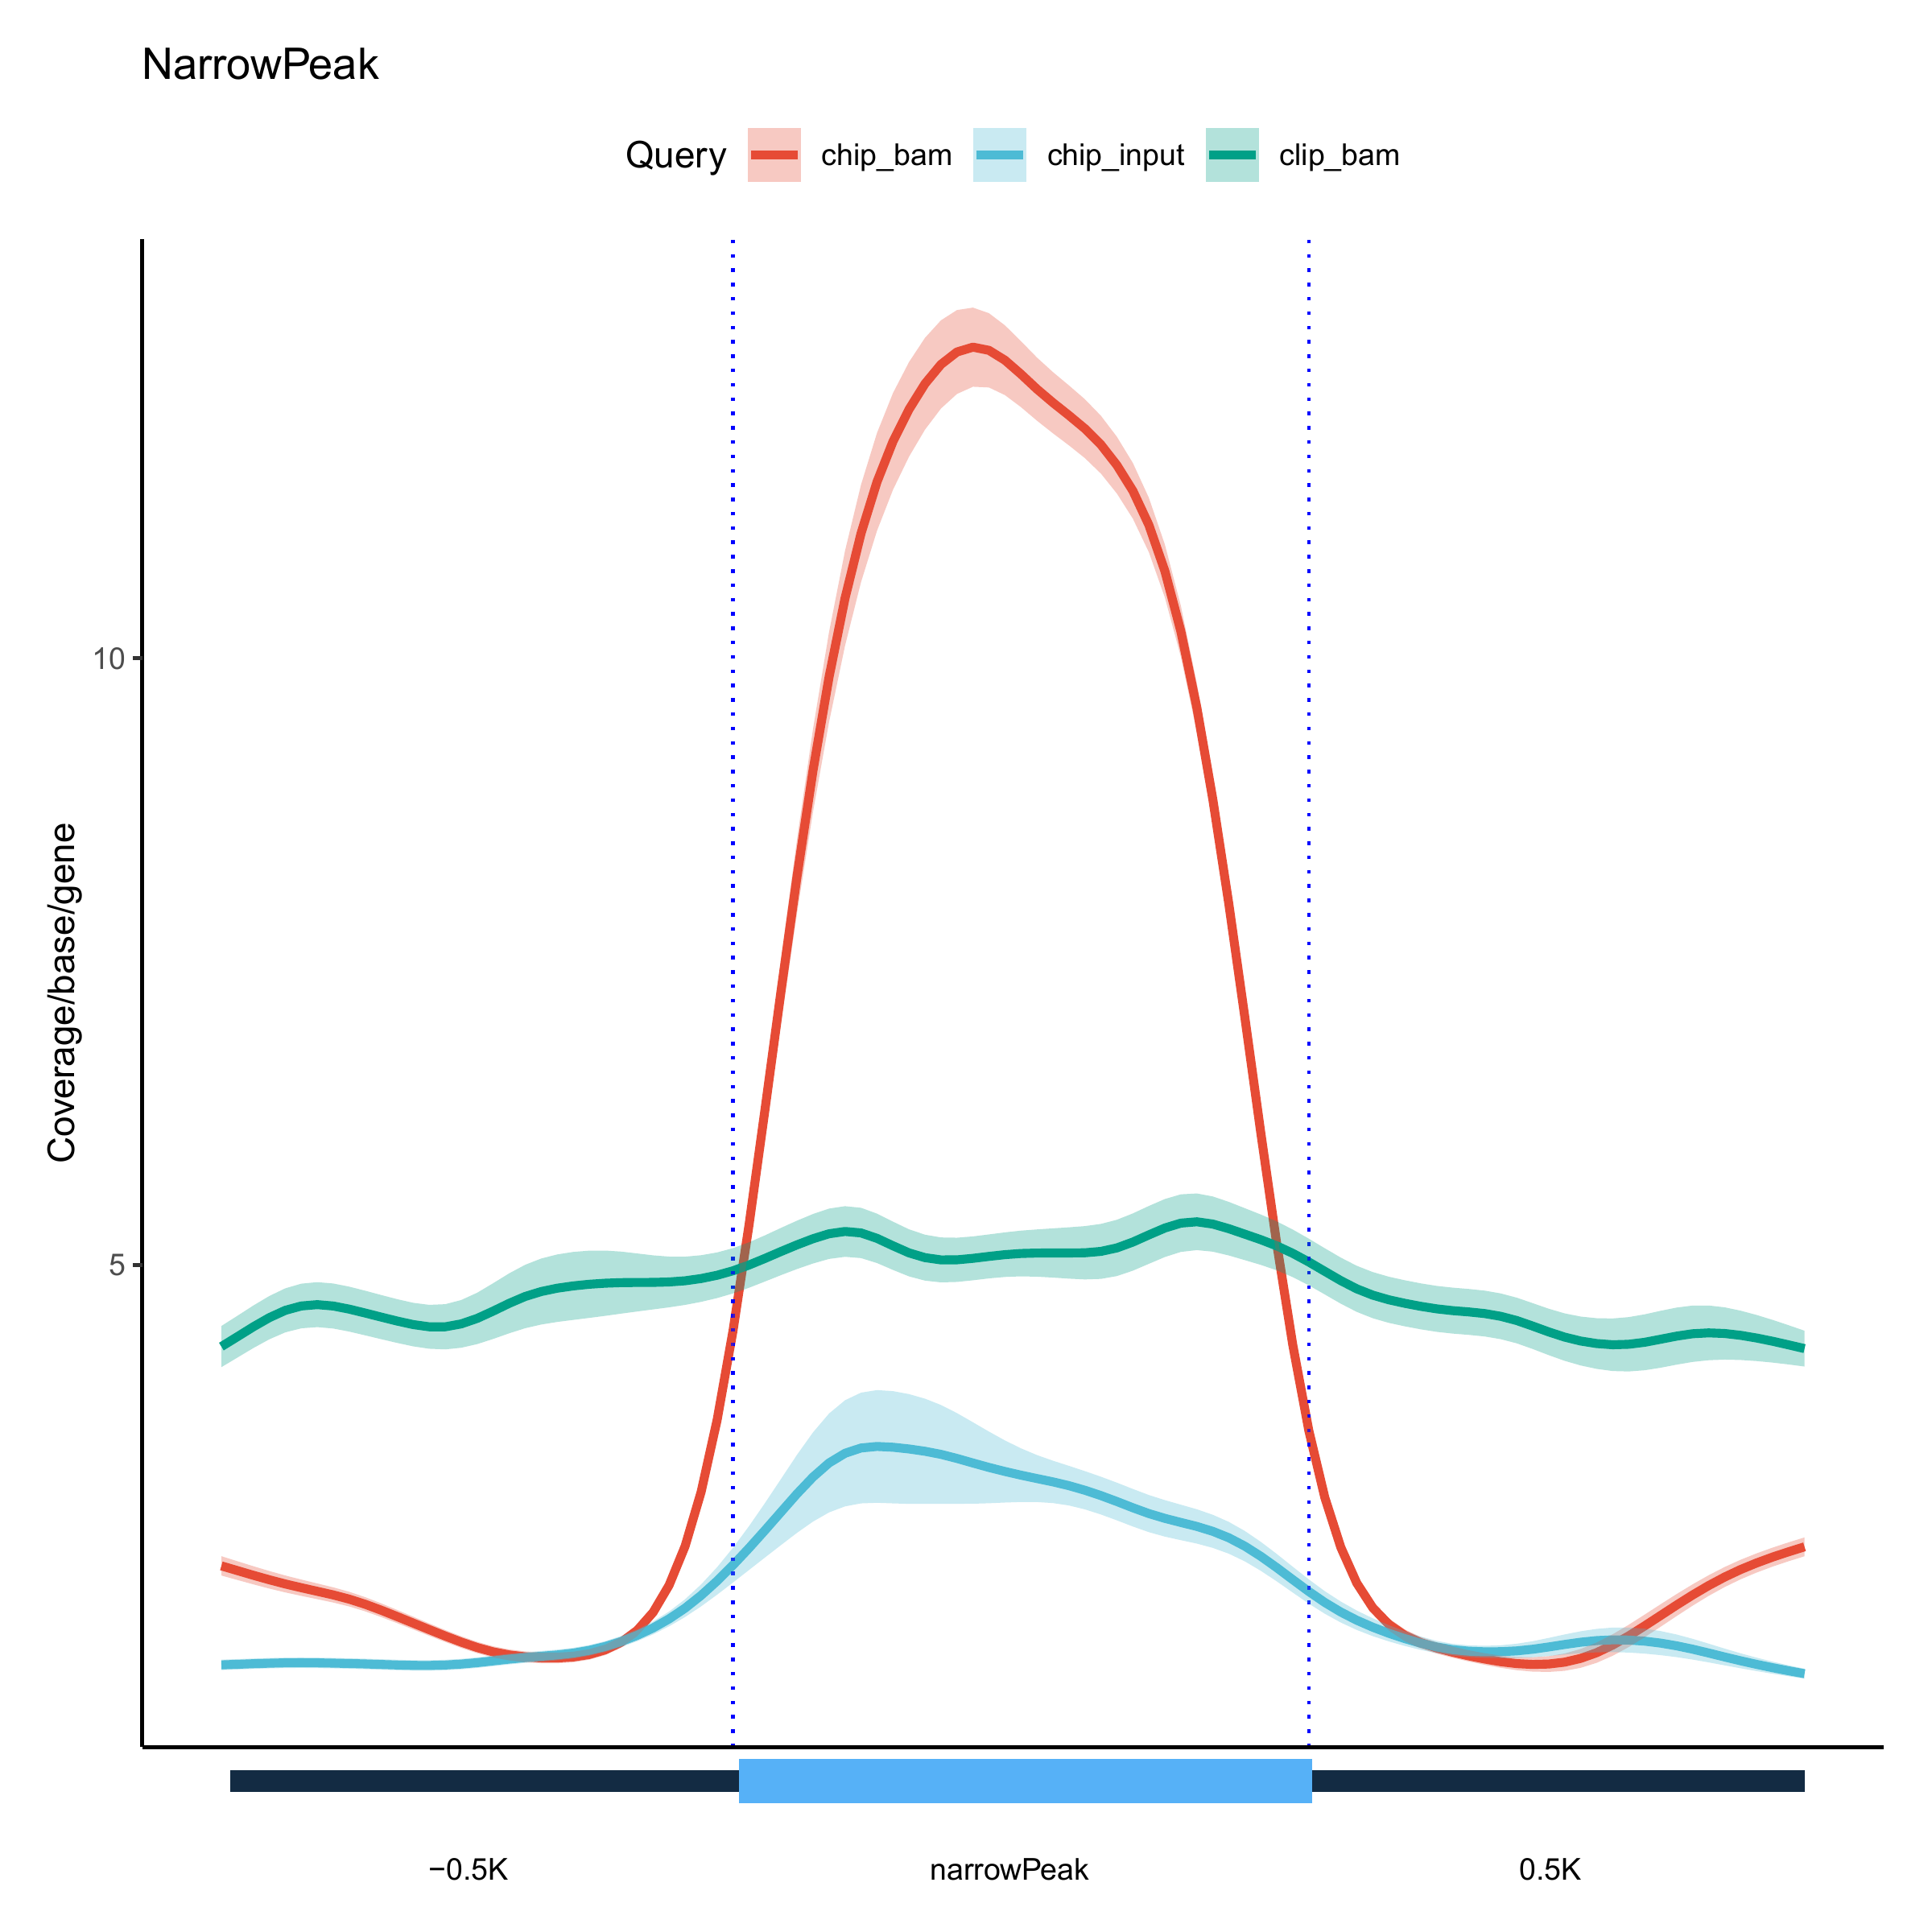 NarrowPeak
Query chip_bam chip_input clip_bam
Coverage/base/gene
10
5
−0.5K narrowPeak 0.5K